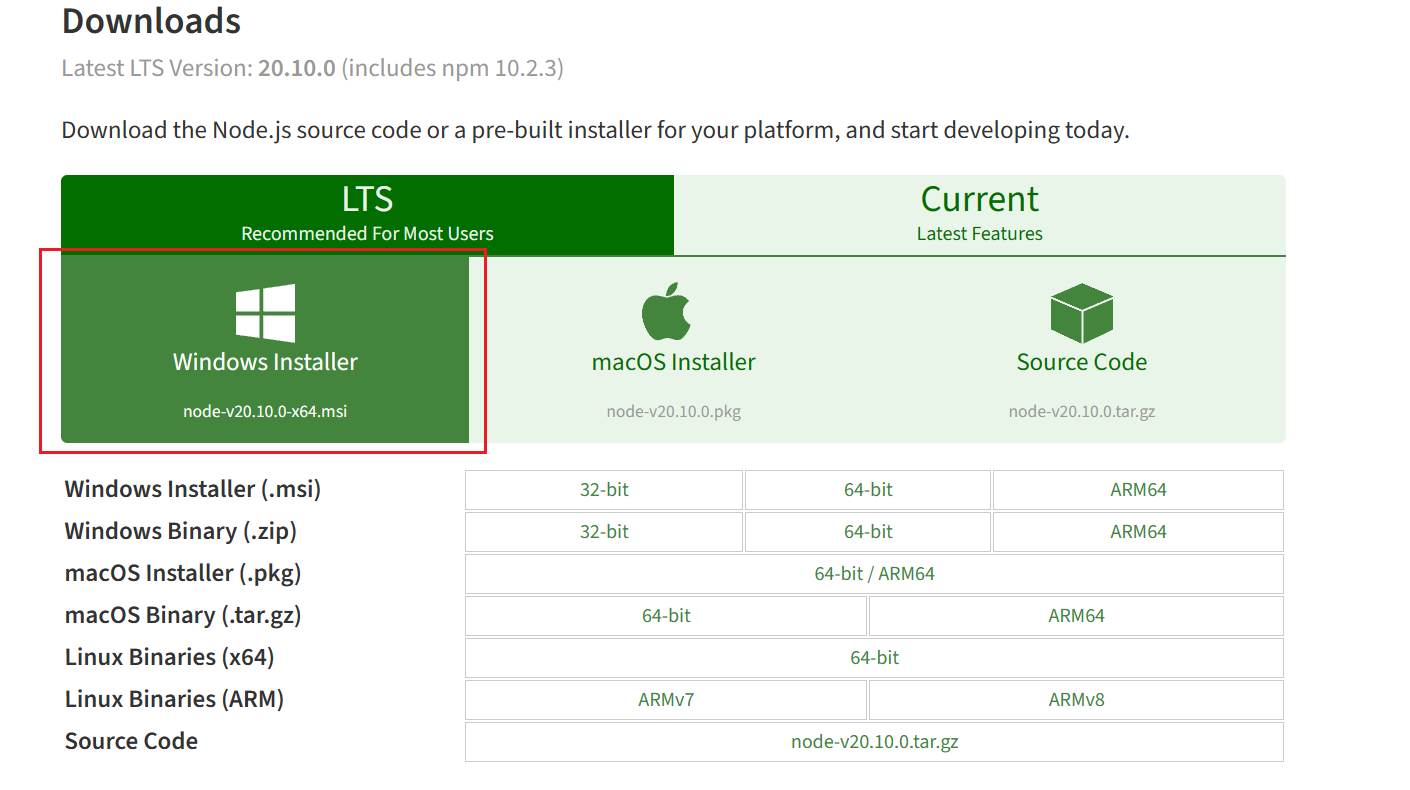 Downloads
Latest LTS Version: 20.10.0 (includes npm 10.2.3)
Download the Node.js source code or a pre-built installer for your platform, and start developing today.
LTS
Recommended For Most Users
Current
Latest Features
Windows Installer
node-v20.10.0-x64.msi
macOS Installer
node-v20.10.0.pkg
Source Code
node-v20.10.0.tar.gz
Windows Installer (.msi) 32-bit 64-bit ARM64
Windows Binary (.zip) 32-bit 64-bit ARM64
macOS Installer (.pkg) 64-bit / ARM64
macOS Binary (.tar.gz) 64-bit ARM64
Linux Binaries (x64) 64-bit
Linux Binaries (ARM) ARMv7 ARMv8
Source Code node-v20.10.0.tar.gz